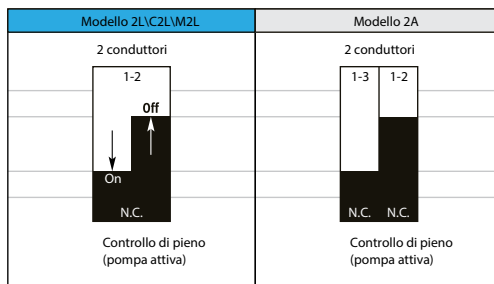 Modello 2L\C2L\M2L
Modello 2A
2 conduttori
2 conduttori
1-2
1-3
1-2
Off
On
N.C.
N.C.
N.C.
Controllo di pieno
(pompa attiva)
Controllo di pieno
(pompa attiva)